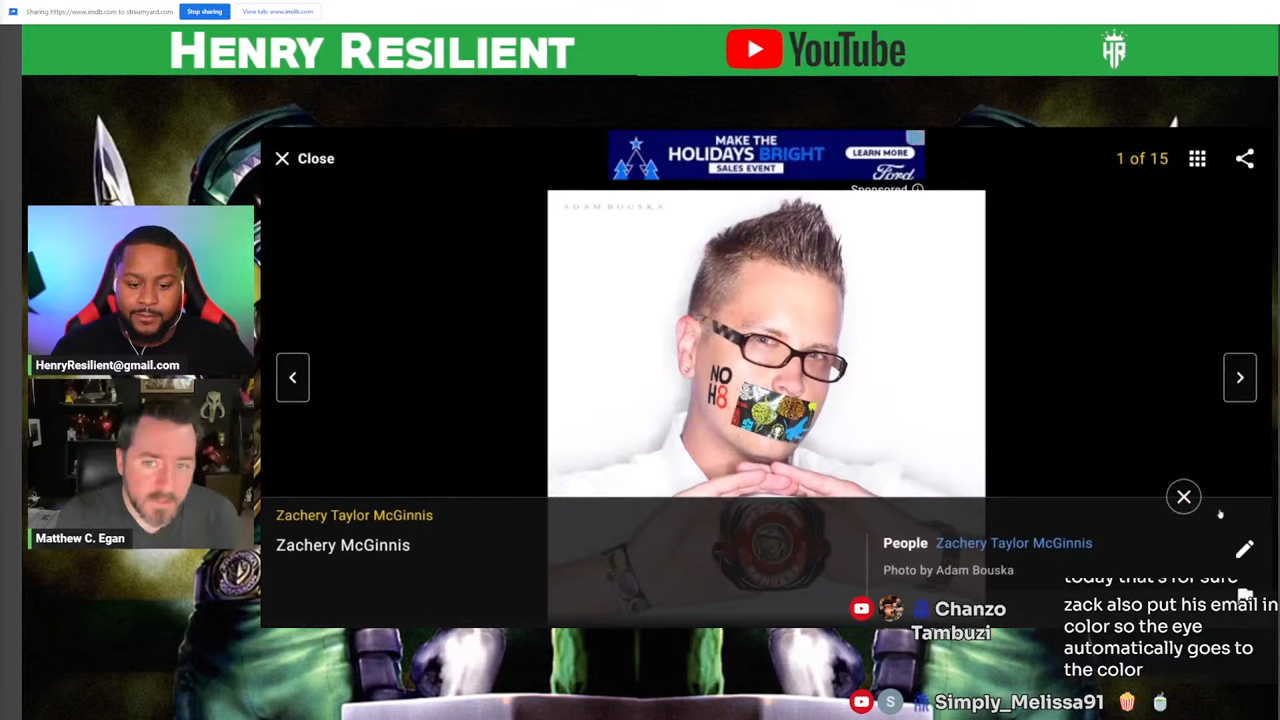 Sharing https://www.imdb.com to streamyard.com
Stop sharing
View tab: www.imdb.com
HENRY RESILIENT
YouTube
HR
Close
MAKE THE
HOLIDAYS BRIGHT
SALES EVENT
LEARN MORE
Ford
Sponsored
1 of 15
ADAM BOUSKA
NO
H8
HenryResilient@gmail.com
Matthew C. Egan
Zachery Taylor McGinnis
Zachery McGinnis
People Zachery Taylor McGinnis
Photo by Adam Bouska
Chanzo
Tambuzi
today that's for sure
zack also put his email in
color so the eye
automatically goes to
the color
S
Simply_Melissa91